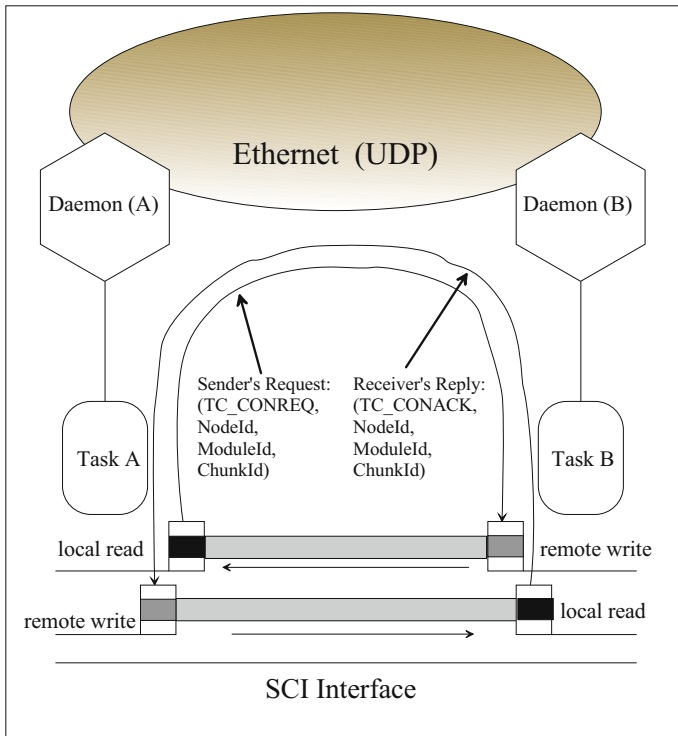 Ethernet (UDP)
Daemon (A)
Daemon (B)
Sender's Request:
(TC_CONREQ,
NodeId,
ModuleId,
ChunkId)
Receiver's Reply:
(TC_CONACK,
NodeId,
ModuleId,
ChunkId)
Task A
Task B
local read
remote write
remote write
local read
SCI Interface